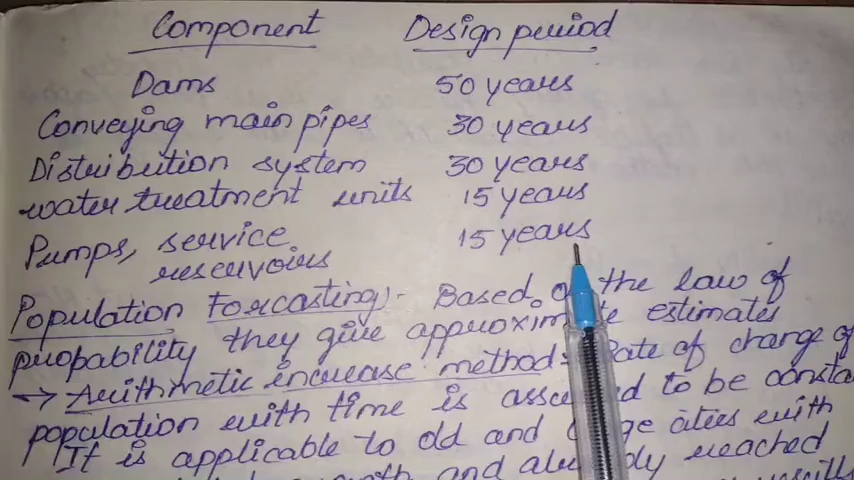 Component Design period
Dams 50 years
Conveying main pipes 30 years
Distribution system 30 years
water treatment units 15 years
Pumps, service 15 years
reservoirs
Population Forcasting:- Based the law of
probability they give approximate estimates
→ Arithmetic increase method:- Rate of change of
population with time is assumed to be consta
It is applicable to old and large cities with
and already reached